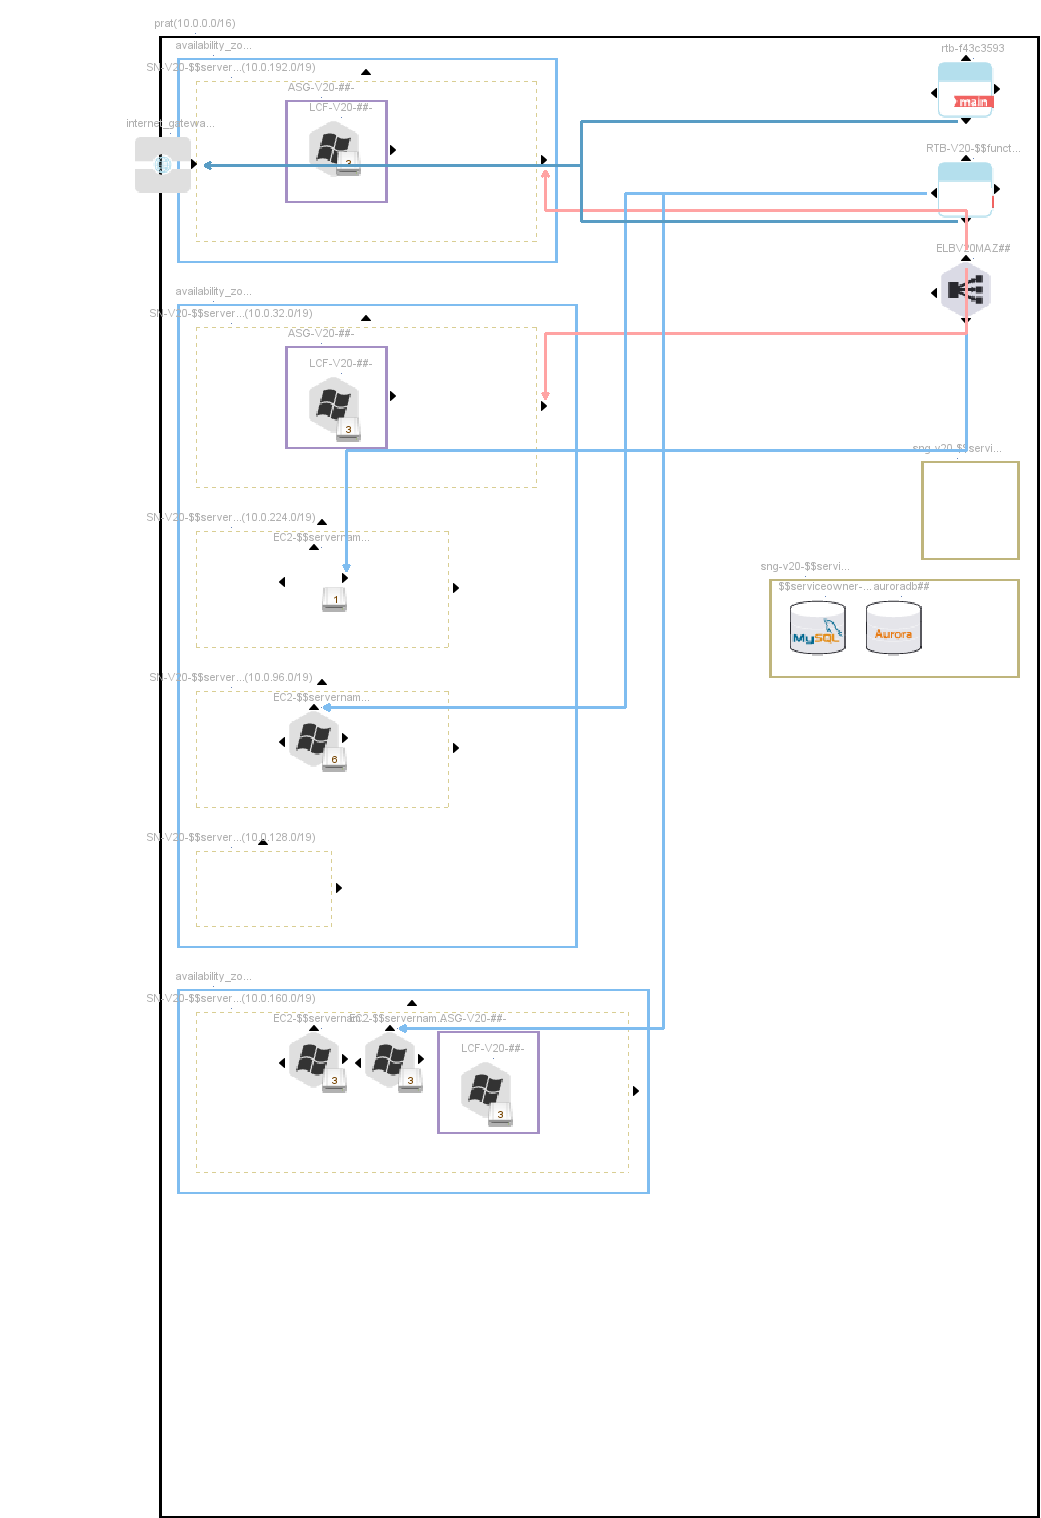 prat(10.0.0.0/16)
availability_zo...
rtb-f43c3593
SN-V20-$$server...(10.0.192.0/19)
ASG-V20-##-
LCF-V20-##-
main
internet_gatewa...
3
RTB-V20-$$funct...
ELBV20MAZ##
availability_zo...
SN-V20-$$server...(10.0.32.0/19)
ASG-V20-##-
LCF-V20-##-
3
sng-v20-$$servi...
SN-V20-$$server...(10.0.224.0/19)
EC2-$$servernam...
1
sng-v20-$$servi...
$$serviceowner-... auroradb##
MySQL
Aurora
SN-V20-$$server...(10.0.96.0/19)
EC2-$$servernam...
6
SN-V20-$$server...(10.0.128.0/19)
availability_zo...
SN-V20-$$server...(10.0.160.0/19)
EC2-$$servernam...
EC2-$$servernam...
ASG-V20-##-
LCF-V20-##-
3
3
3